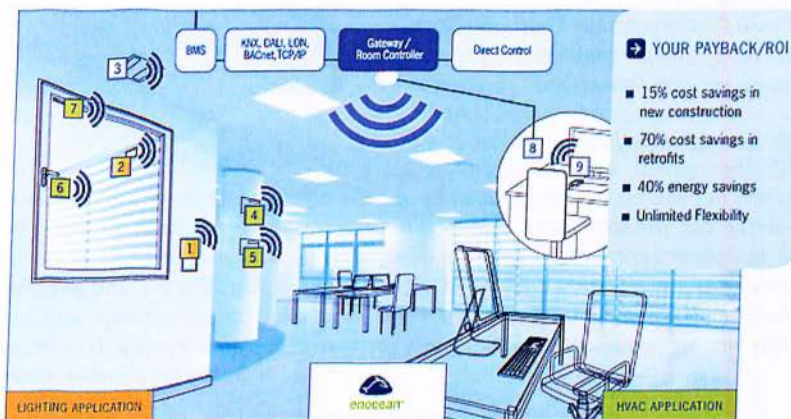 BMS
KNX, DALI, LON,
BACnet, TCP/IP
Gateway /
Room Controller
Direct Control
YOUR PAYBACK/ROI
15% cost savings in
new construction
70% cost savings in
retrofits
40% energy savings
Unlimited Flexibility
3
7
2
6
1
4
5
8
9
LIGHTING APPLICATION
enocean
HVAC APPLICATION